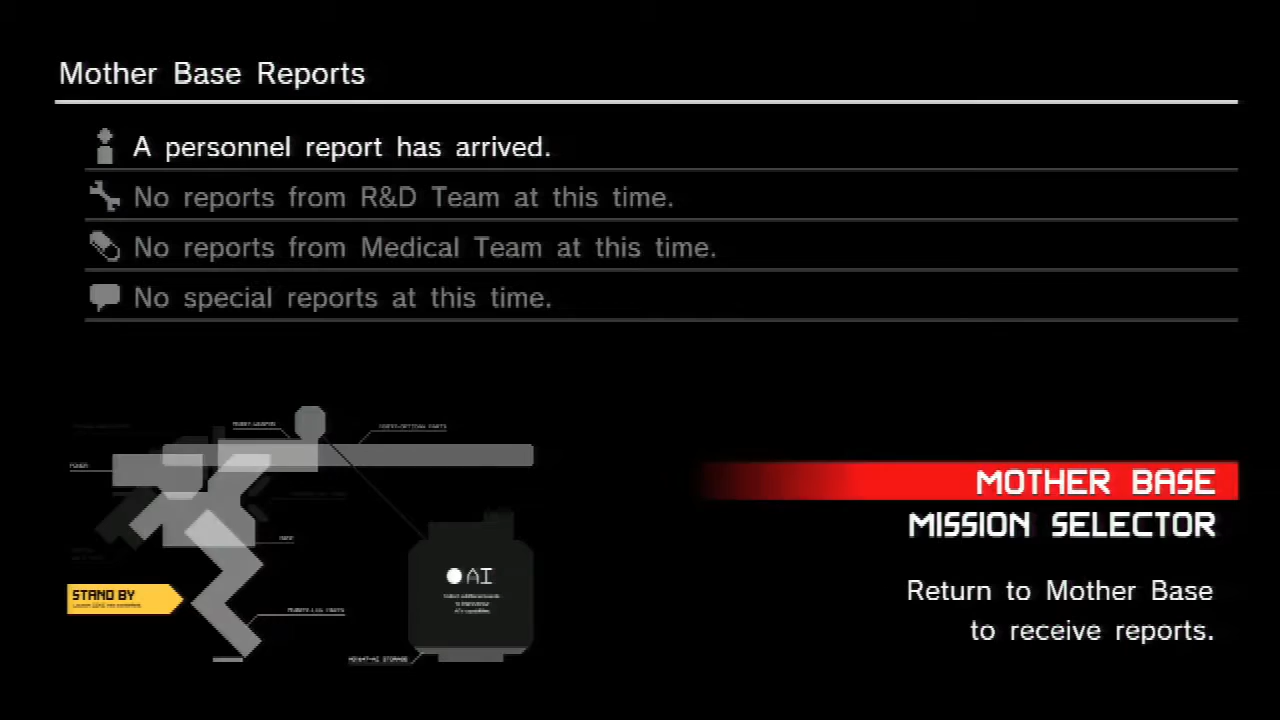 Mother Base Reports
A personnel report has arrived.
No reports from R&D Team at this time.
No reports from Medical Team at this time.
No special reports at this time.
POWER
STAND BY
AI
MOTHER BASE
MISSION SELECTOR
Return to Mother Base
to receive reports.